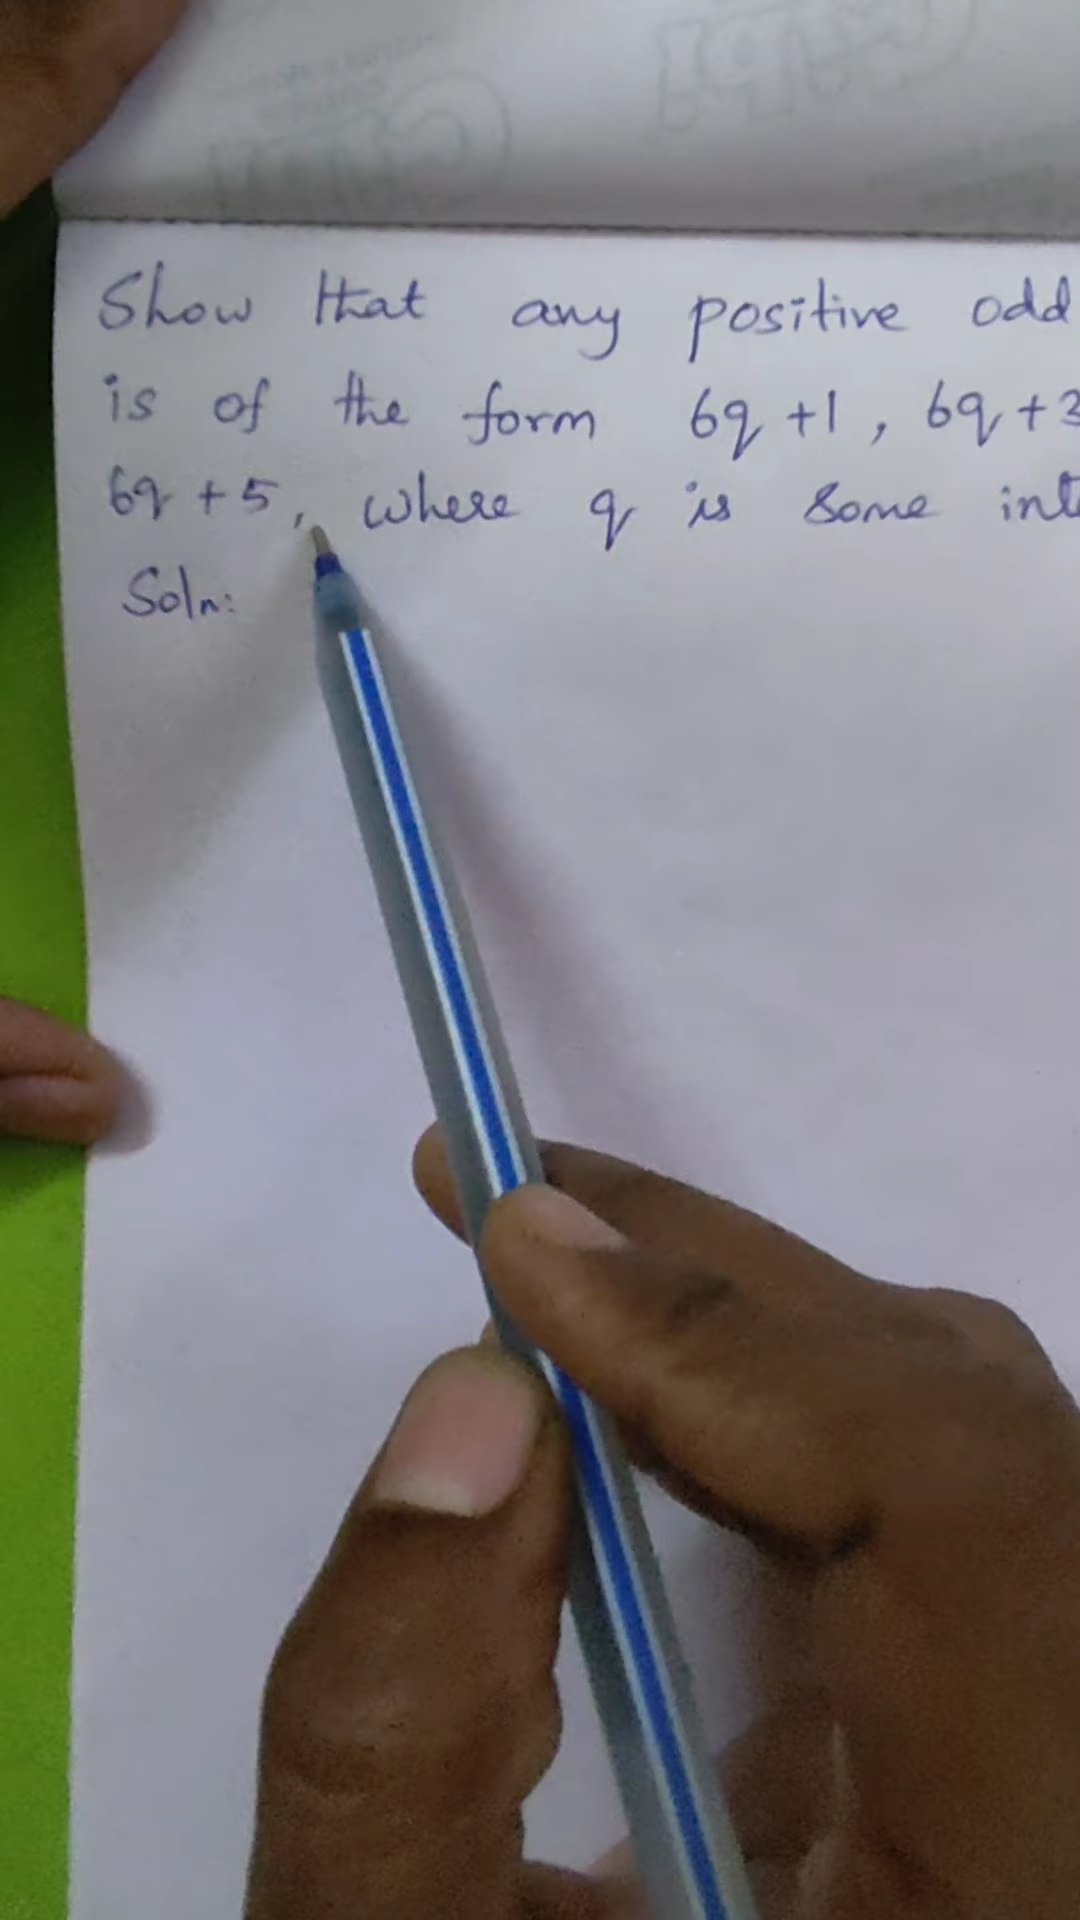 Show that any positive odd
is of the form 6q +1, 6q +3
6q +5, where q is some int
Soln: